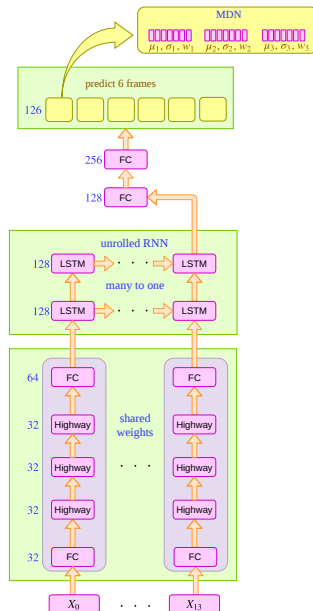 MDN
μ₁, σ₁, w₁ μ₂, σ₂, w₂ μ₃, σ₃, w₃
predict 6 frames
126
256 FC
128 FC
unrolled RNN
128 LSTM · · · LSTM
many to one
128 LSTM · · · LSTM
64 FC FC
32 Highway Highway
shared
weights
32 Highway · · · Highway
32 Highway Highway
32 FC FC
X₀ · · · X₁₃